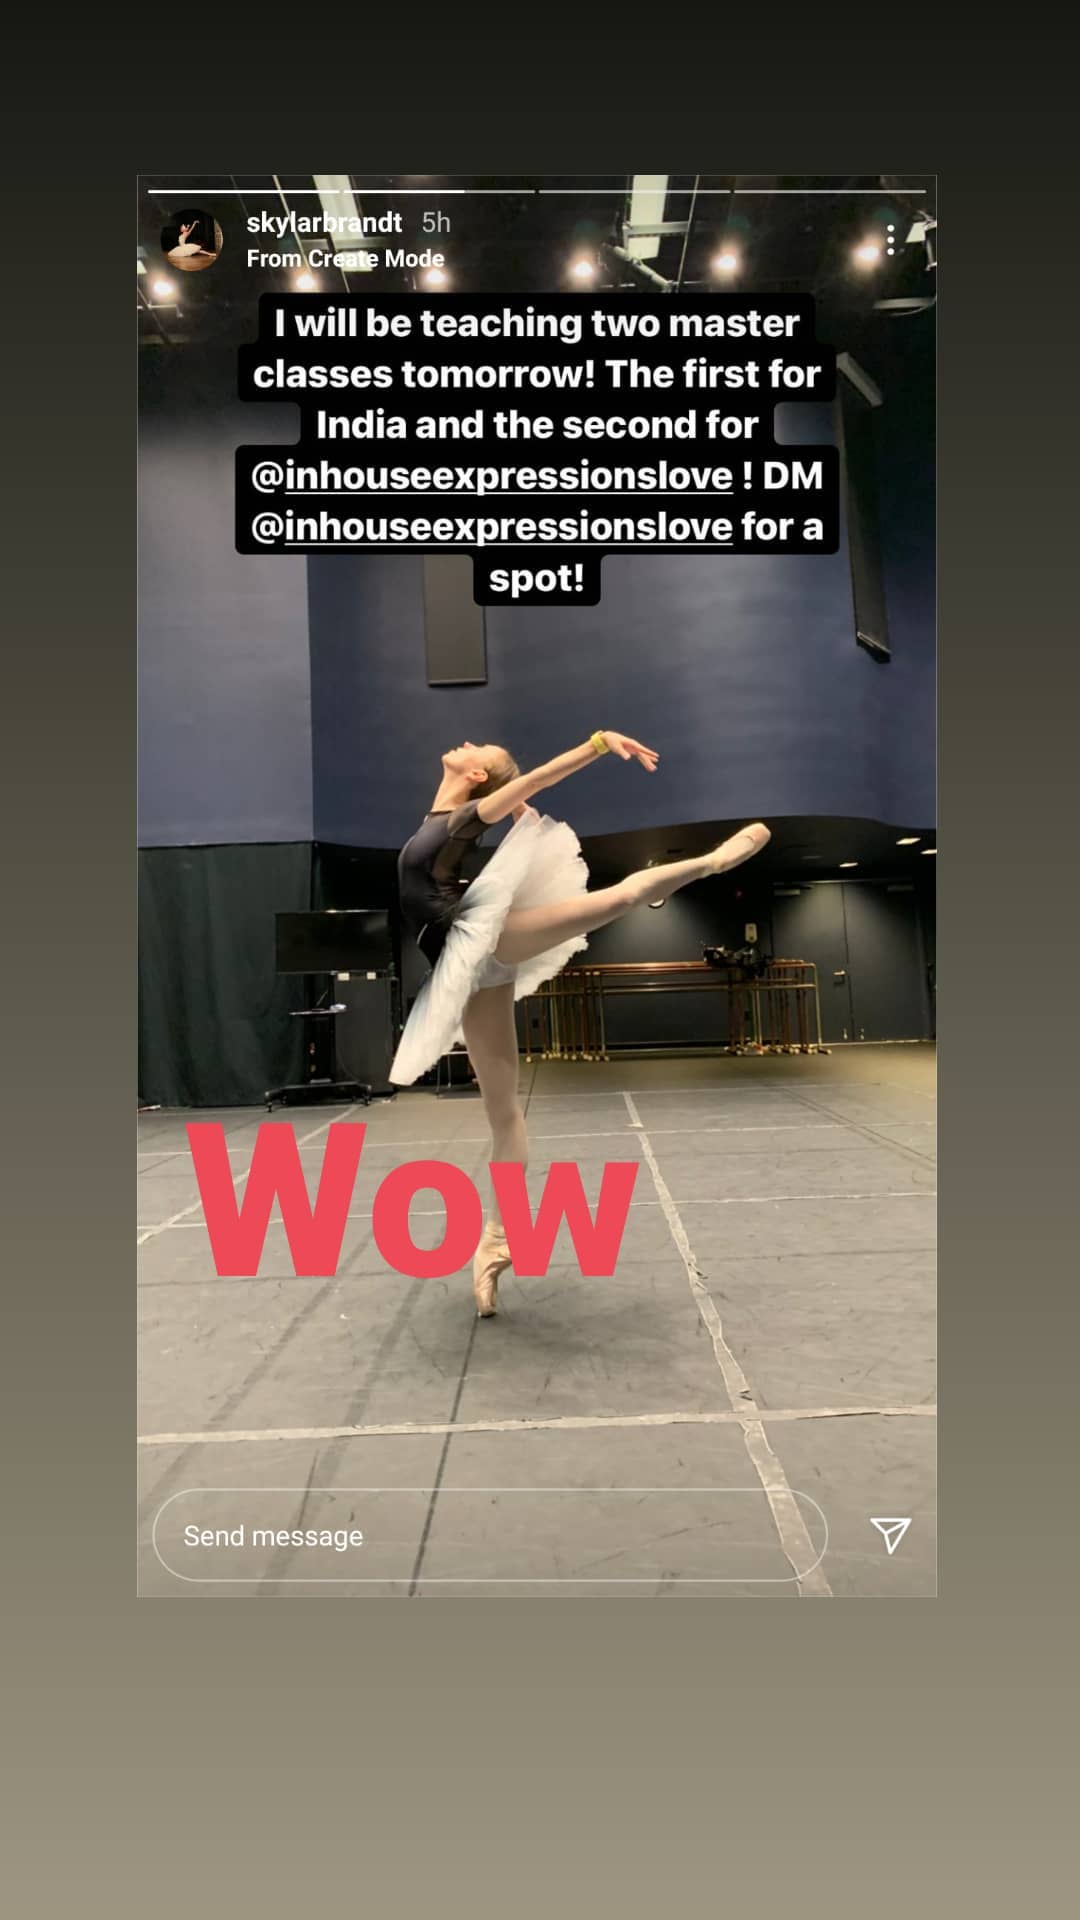 skylarbrandt 5h
From Create Mode
I will be teaching two master
classes tomorrow! The first for
India and the second for
@inhouseexpressionslove ! DM
@inhouseexpressionslove for a
spot!
Wow
Send message